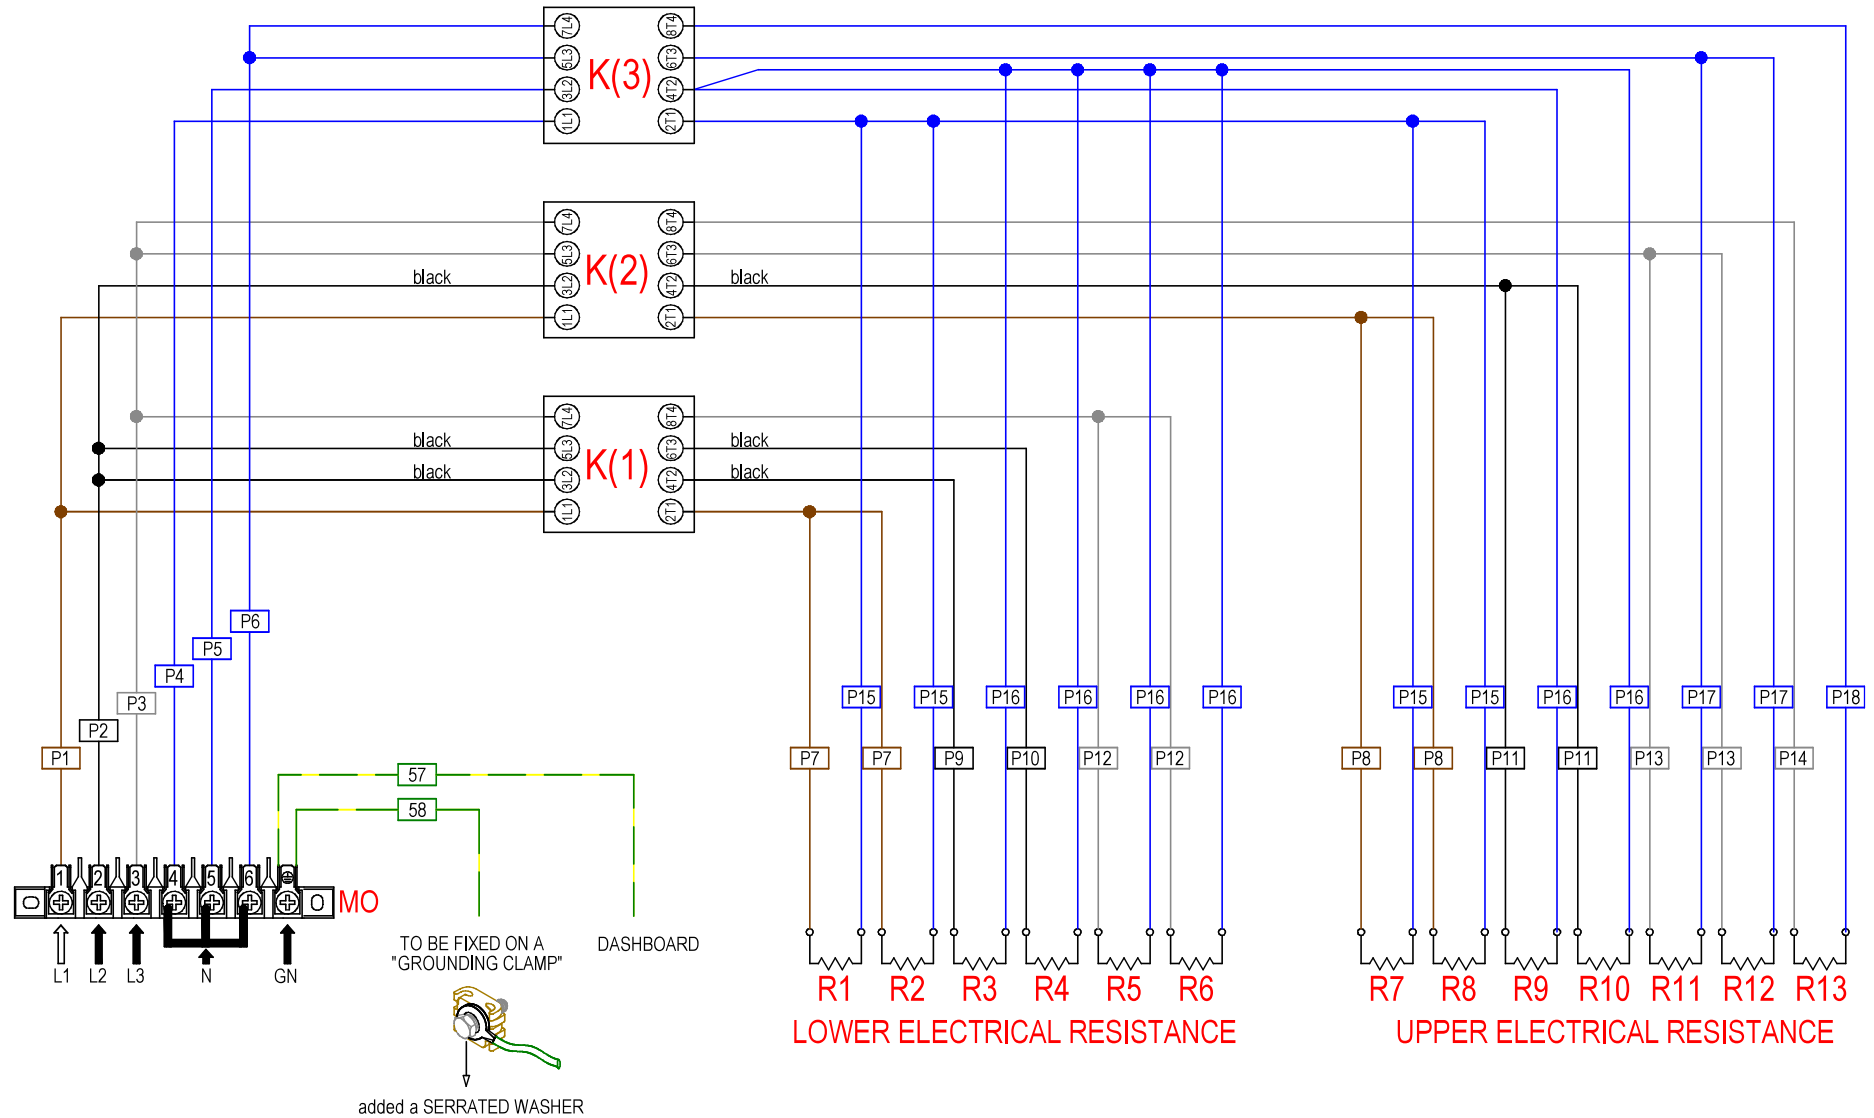 7L4 8T4
5L3 K(3) 6T3
3L2 4T2
1L1 2T1
7L4 8T4
5L3 K(2) 6T3
black 3L2 4T2 black
1L1 2T1
7L4 8T4
black 5L3 K(1) 6T3 black
black 3L2 4T2 black
1L1 2T1
P6
P5
P4
P3
P2
P1
P15 P15 P16 P16 P16 P16 P15 P15 P16 P16 P17 P17 P18
P7 P7 P9 P10 P12 P12 P8 P8 P11 P11 P13 P13 P14
57
58
1 2 3 4 5 6
MO
L1 L2 L3 N GN
TO BE FIXED ON A
"GROUNDING CLAMP"
DASHBOARD
R1 R2 R3 R4 R5 R6 R7 R8 R9 R10 R11 R12 R13
LOWER ELECTRICAL RESISTANCE
UPPER ELECTRICAL RESISTANCE
added a SERRATED WASHER